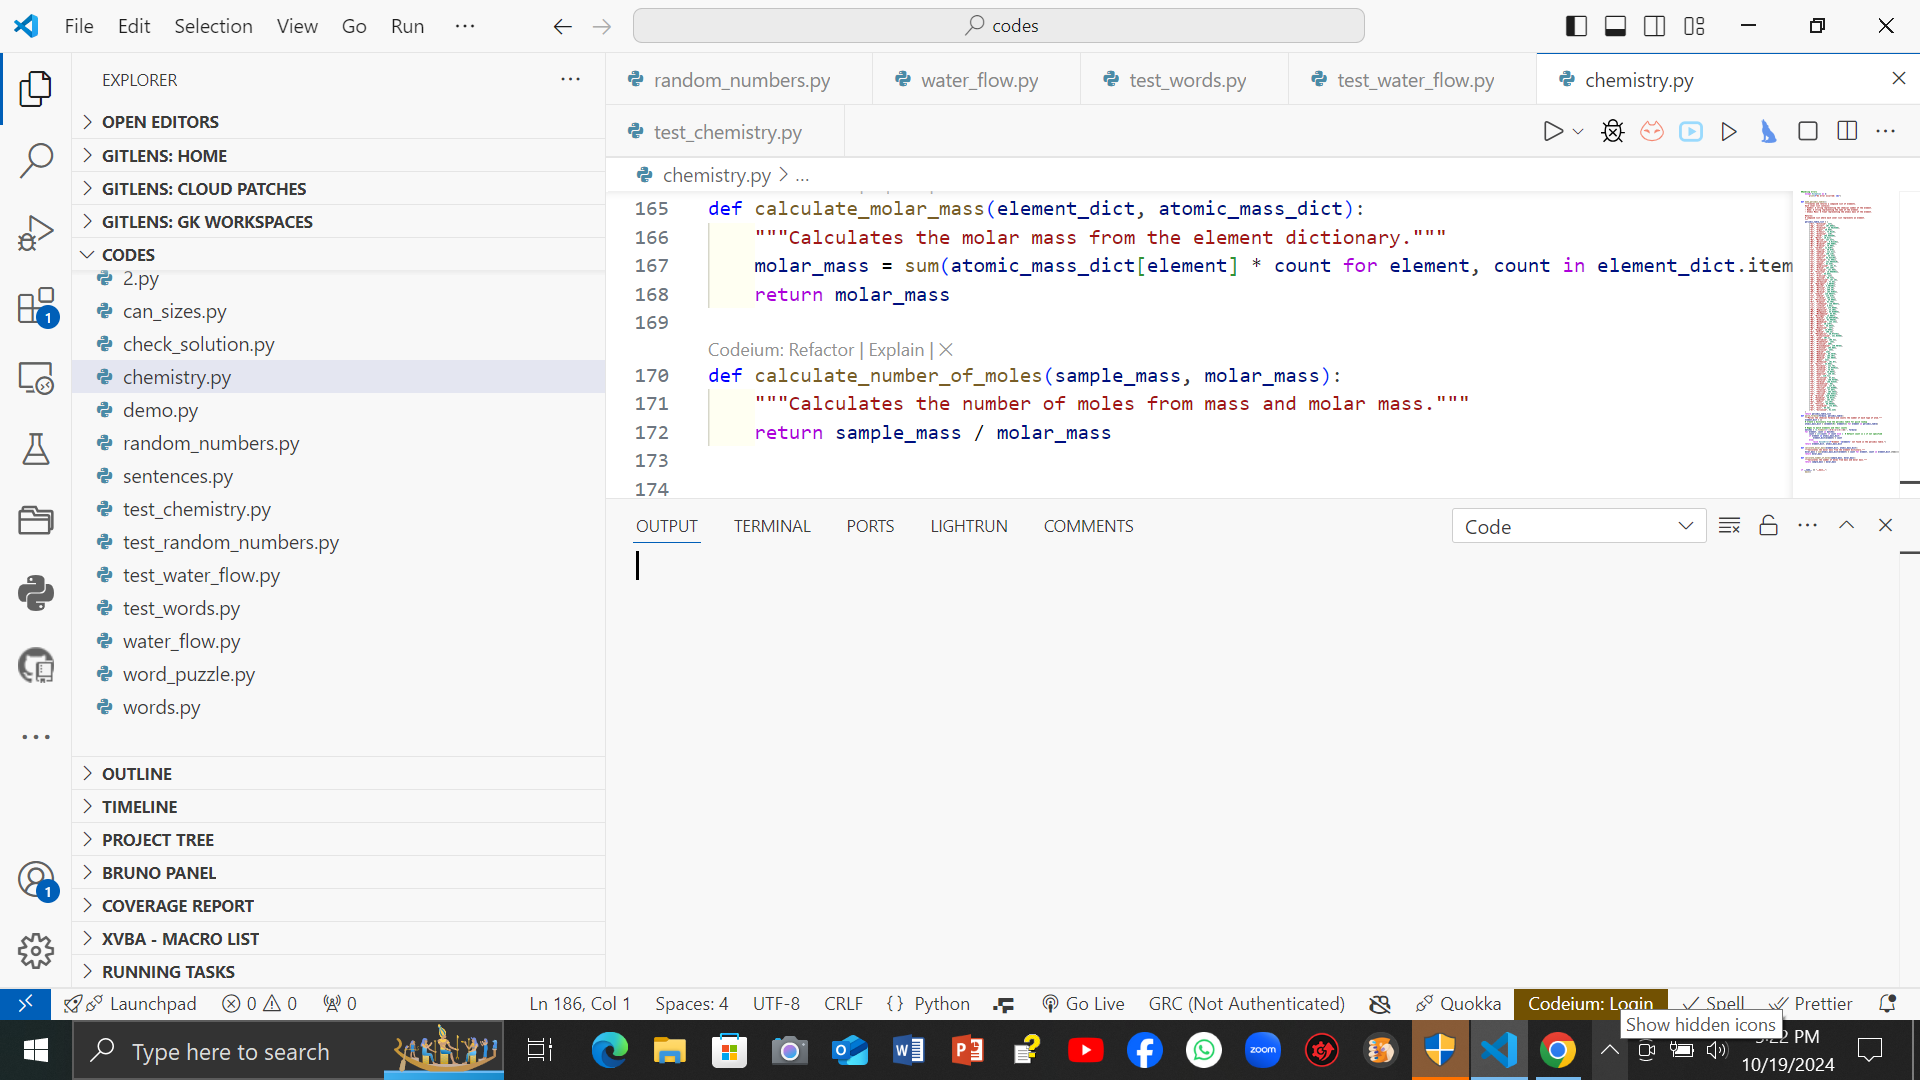 File Edit Selection View Go Run
codes
EXPLORER
OPEN EDITORS
GITLENS: HOME
GITLENS: CLOUD PATCHES
GITLENS: GK WORKSPACES
CODES
2.py
can_sizes.py
check_solution.py
chemistry.py
demo.py
random_numbers.py
sentences.py
test_chemistry.py
test_random_numbers.py
test_water_flow.py
test_words.py
water_flow.py
word_puzzle.py
words.py
OUTLINE
TIMELINE
PROJECT TREE
BRUNO PANEL
COVERAGE REPORT
XVBA - MACRO LIST
RUNNING TASKS
1
1
random_numbers.py water_flow.py test_words.py test_water_flow.py chemistry.py
test_chemistry.py
chemistry.py > ...
165 def calculate_molar_mass(element_dict, atomic_mass_dict):
166 """Calculates the molar mass from the element dictionary."""
167 molar_mass = sum(atomic_mass_dict[element] * count for element, count in element_dict.item
168 return molar_mass
169
Codeium: Refactor | Explain | ×
170 def calculate_number_of_moles(sample_mass, molar_mass):
171 """Calculates the number of moles from mass and molar mass."""
172 return sample_mass / molar_mass
173
174
OUTPUT TERMINAL PORTS LIGHTRUN COMMENTS
Code
Launchpad 0 0 0 Ln 186, Col 1 Spaces: 4 UTF-8 CRLF {} Python Go Live GRC (Not Authenticated) Quokka Codeium: Login Spell Prettier
Show hidden icons
Type here to search
zoom
:22 PM
10/19/2024